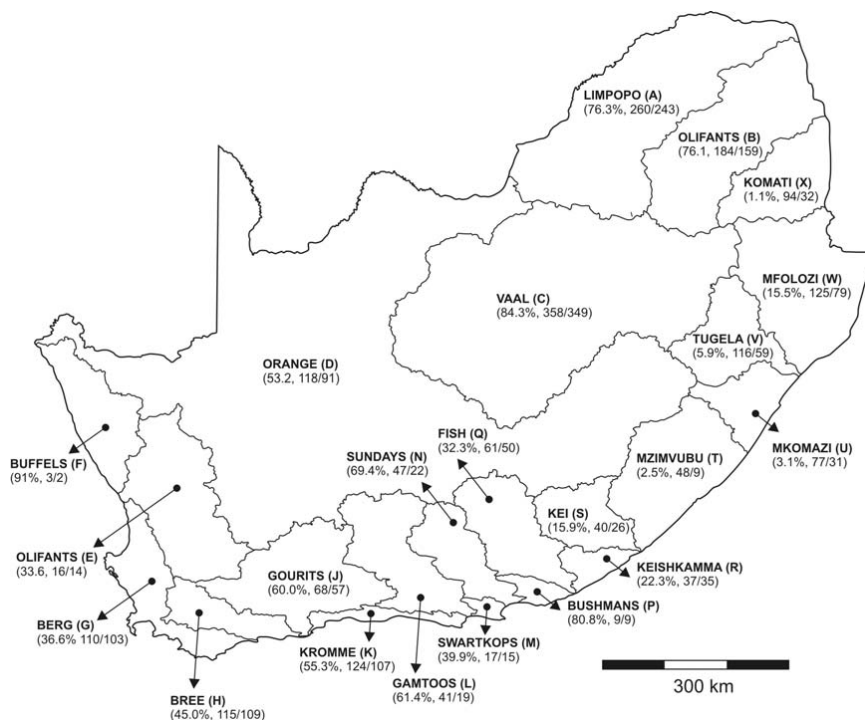 LIMPOPO (A)
(76.3%, 260/243)
OLIFANTS (B)
(76.1, 184/159)
KOMATI (X)
(1.1%, 94/32)
MFOLOZI (W)
(15.5%, 125/79)
VAAL (C)
(84.3%, 358/349)
TUGELA (V)
(5.9%, 116/59)
ORANGE (D)
(53.2, 118/91)
FISH (Q)
(32.3%, 61/50)
SUNDAYS (N)
(69.4%, 47/22)
MZIMVUBU (T)
(2.5%, 48/9)
MKOMAZI (U)
(3.1%, 77/31)
BUFFELS (F)
(91%, 3/2)
KEI (S)
(15.9%, 40/26)
OLIFANTS (E)
(33.6, 16/14)
GOURITS (J)
(60.0%, 68/57)
KEISHKAMMA (R)
(22.3%, 37/35)
BERG (G)
(36.6% 110/103)
BUSHMANS (P)
(80.8%, 9/9)
SWARTKOPS (M)
(39.9%, 17/15)
KROMME (K)
(55.3%, 124/107)
GAMTOOS (L)
(61.4%, 41/19)
BREE (H)
(45.0%, 115/109)
300 km